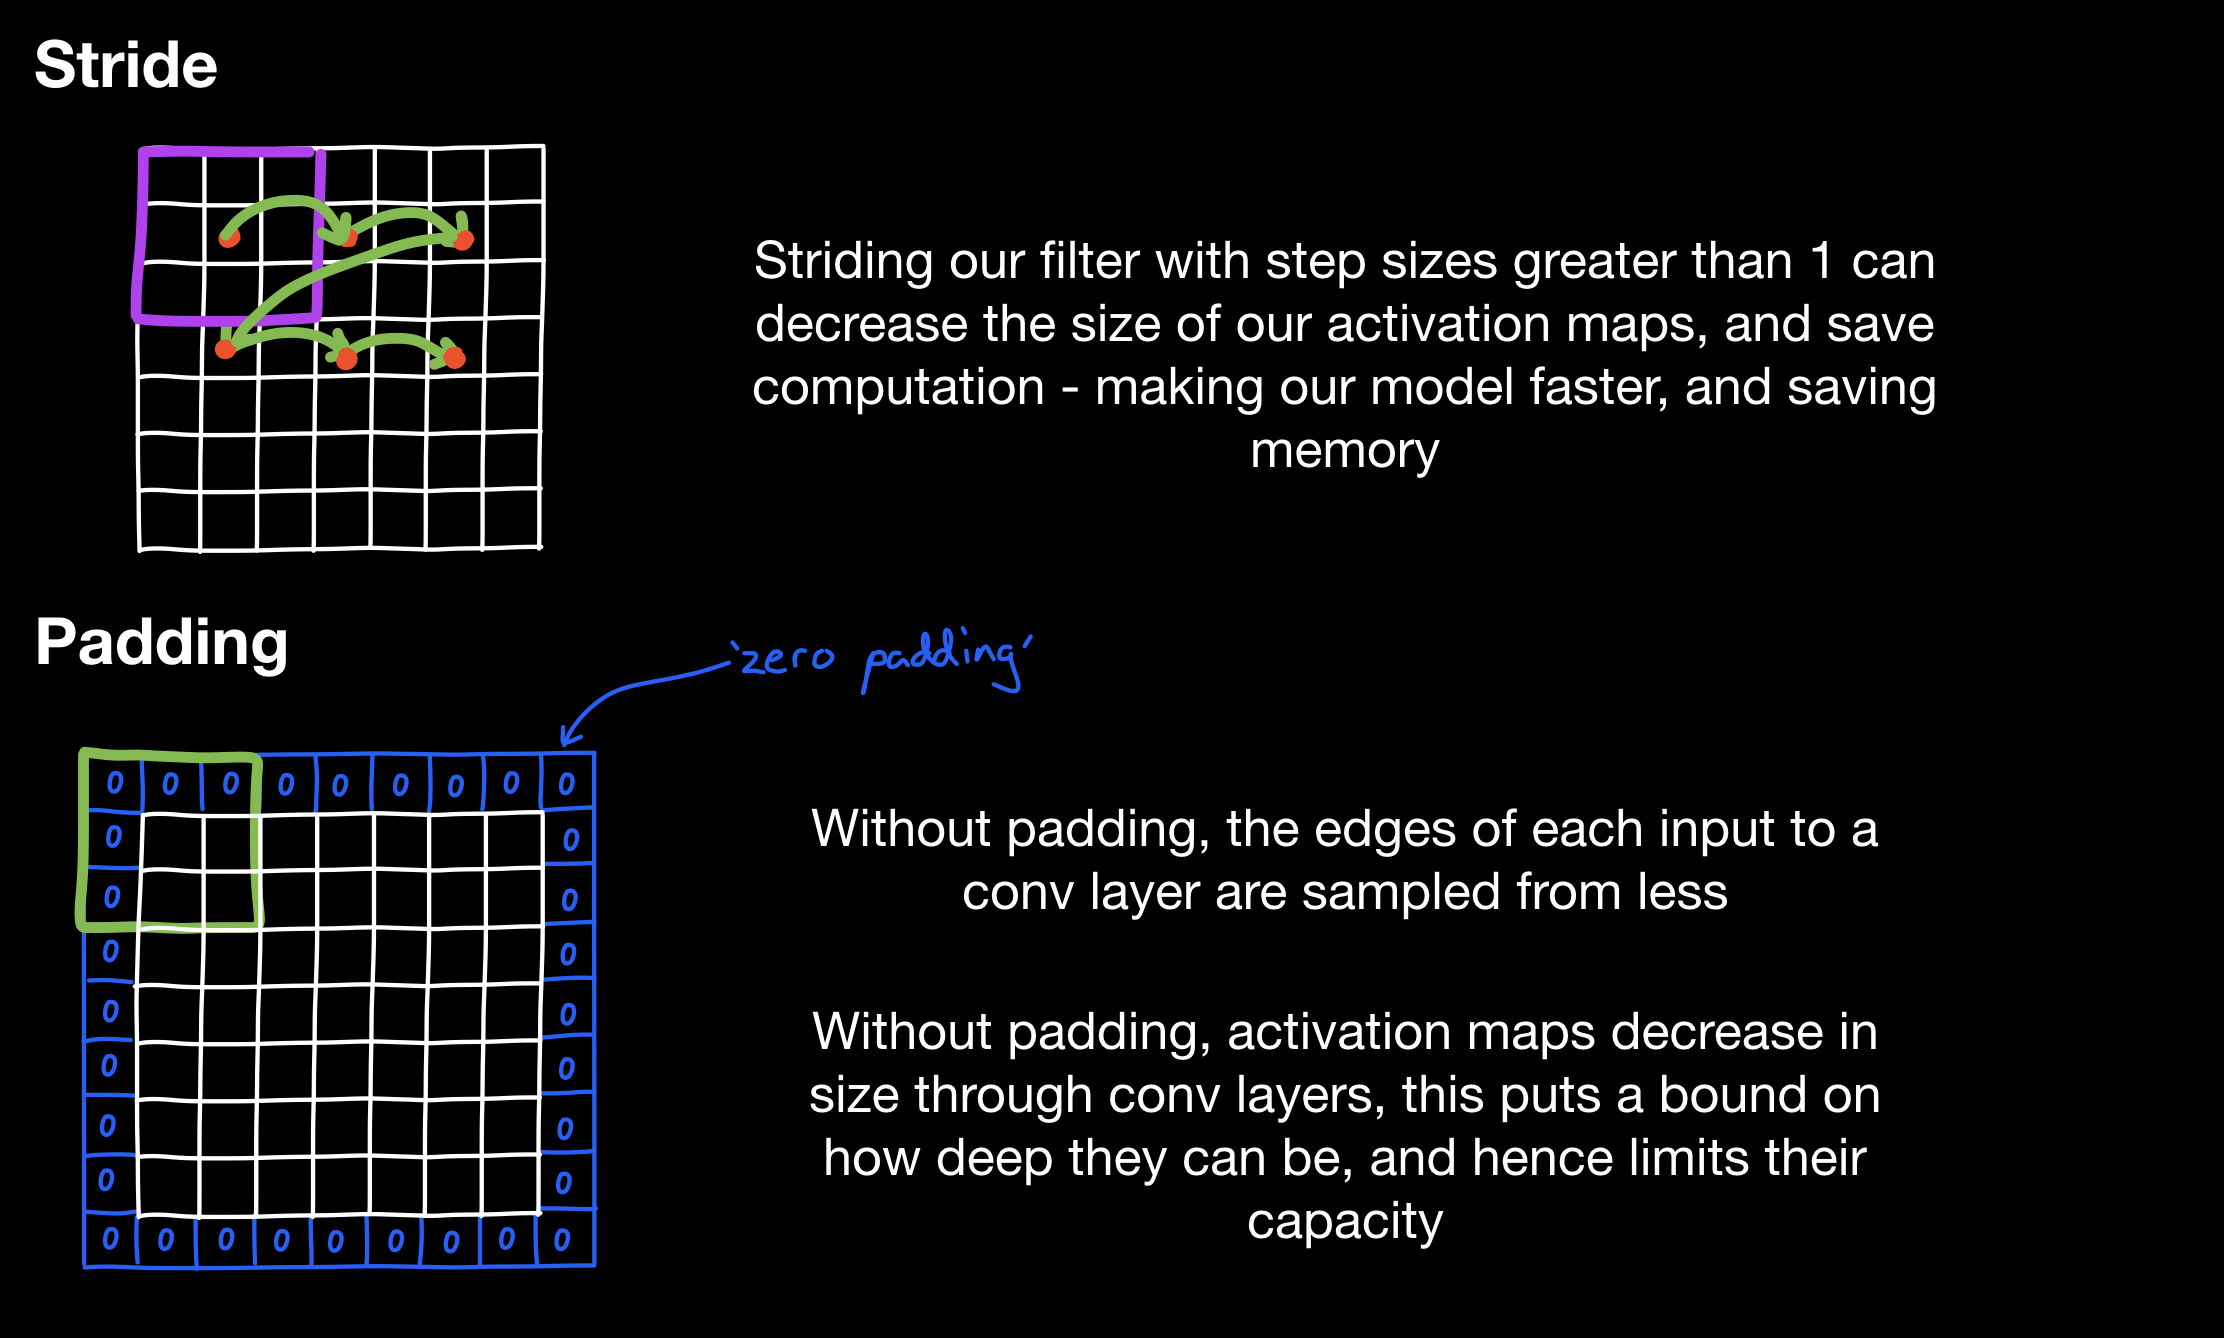 Stride
Striding our filter with step sizes greater than 1 can
decrease the size of our activation maps, and save
computation - making our model faster, and saving
memory
Padding
'zero padding'
0 0 0 0 0 0 0 0 0
0 0
0 0
0 0
0 0
0 0
0 0
0 0
0 0 0 0 0 0 0 0 0
Without padding, the edges of each input to a
conv layer are sampled from less
Without padding, activation maps decrease in
size through conv layers, this puts a bound on
how deep they can be, and hence limits their
capacity